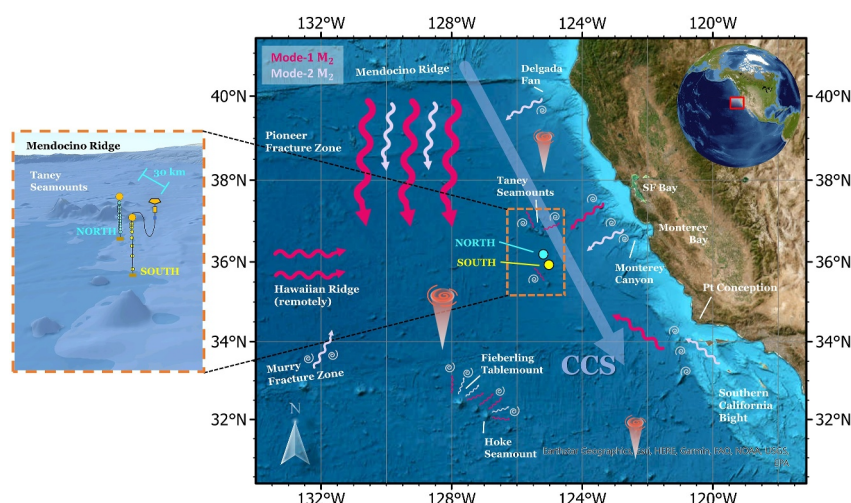 132°W 128°W 124°W 120°W
Mode-1 M2
Mode-2 M2
Mendocino Ridge
Delgada
Fan
40°N
40°N
Pioneer
Fracture Zone
Mendocino Ridge
Taney
Seamounts
30 km
NORTH
SOUTH
38°N
38°N
Taney
Seamounts
SF Bay
NORTH
SOUTH
Monterey
Bay
Monterey
Canyon
36°N
36°N
Hawaiian Ridge
(remotely)
Pt Conception
34°N
34°N
CCS
Murry
Fracture Zone
Fieberling
Tablemount
Southern
California
Bight
32°N
32°N
N
Hoke
Seamount
Earthstar Geographics, Esri, HERE, Garmin, FAO, NOAA, USGS,
EPA
132°W 128°W 124°W 120°W